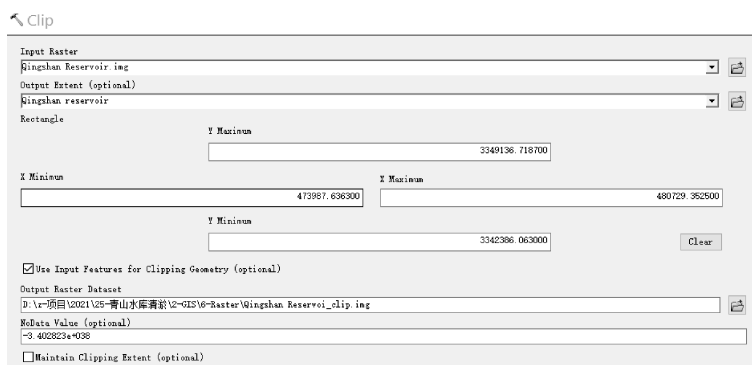 Clip
Input Raster
Qingshan Reservoir.img
Output Extent (optional)
Qingshan reservoir
Rectangle
Y Maximum
3349136.718700
X Minimum
X Maximum
473987.636300
480729.352500
Y Minimum
3342386.063000
Clear
Use Input Features for Clipping Geometry (optional)
Output Raster Dataset
D:\z-项目\2021\25-青山水库清淤\2-GIS\6-Raster\Qingshan Reservoi_clip.img
NoData Value (optional)
-3.402823e+038
Maintain Clipping Extent (optional)